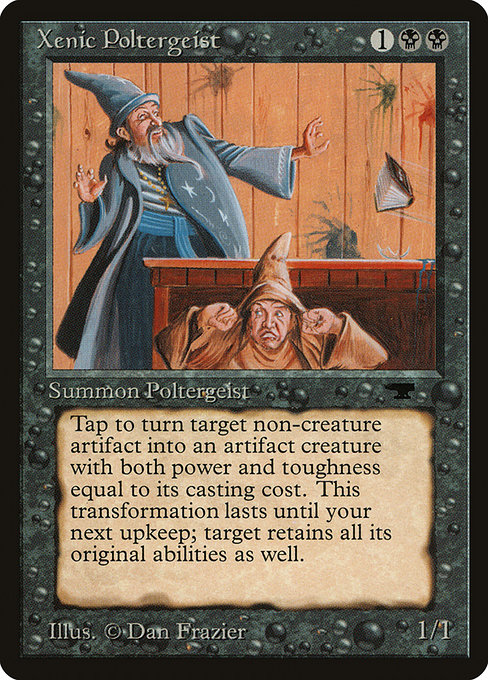 Xenic Poltergeist 1
Summon Poltergeist
Tap to turn target non-creature
artifact into an artifact creature
with both power and toughness
equal to its casting cost. This
transformation lasts until your
next upkeep; target retains all its
original abilities as well.
Illus. © Dan Frazier 1/1